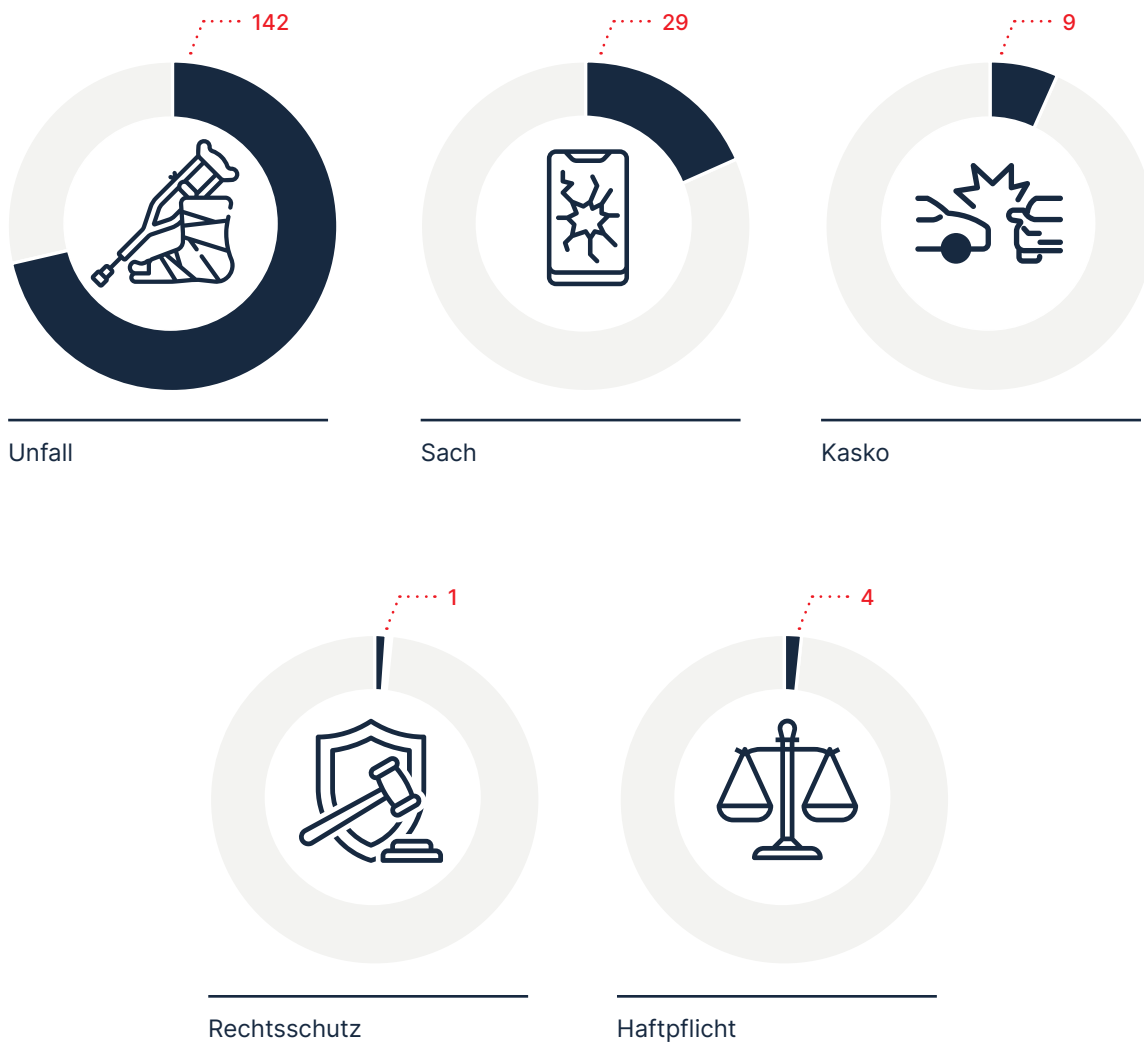 142
29
9
Unfall
Sach
Kasko
1
4
Rechtsschutz
Haftpflicht